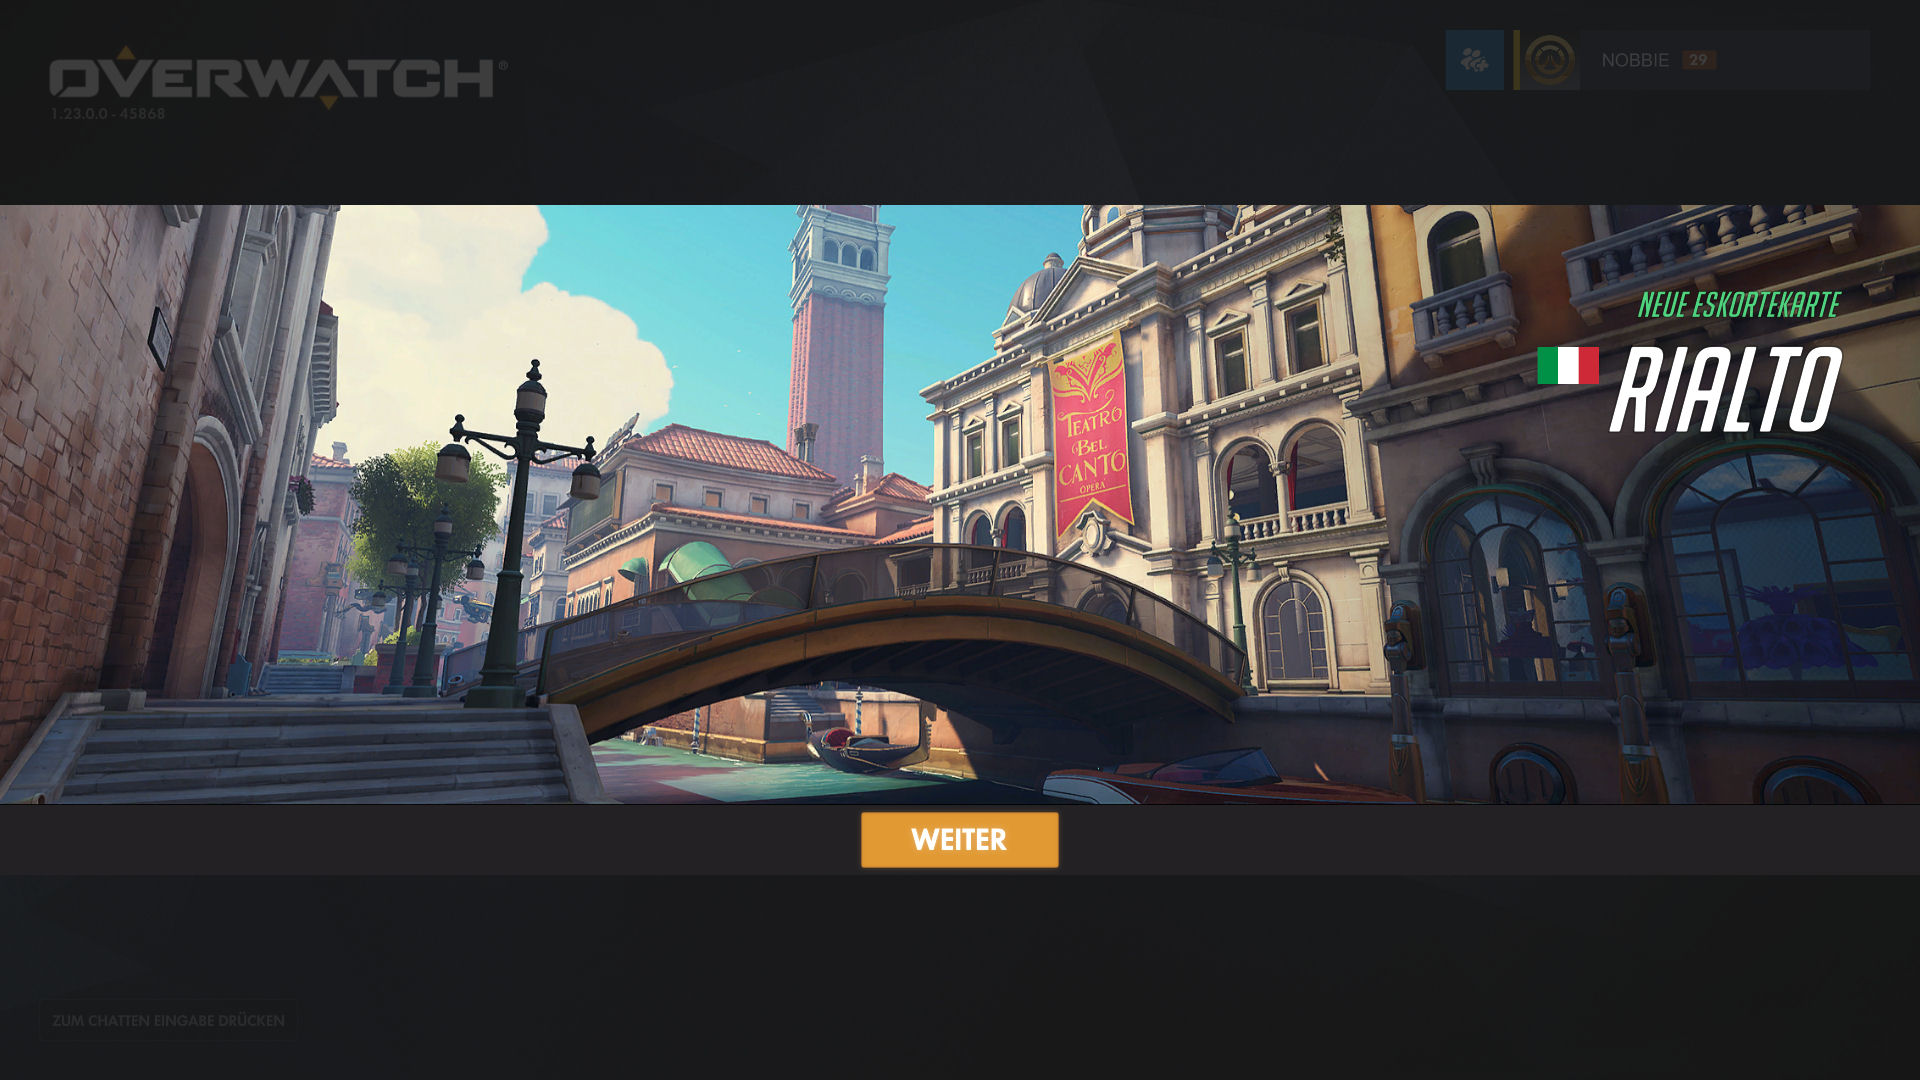 OVERWATCH®
1.23.0.0 - 45868
NOBBIE 29
NEUE ESKORTEKARTE
RIALTO
TEATRO
BEL
CANTO
OPERA
WEITER
ZUM CHATTEN EINGABE DRÜCKEN